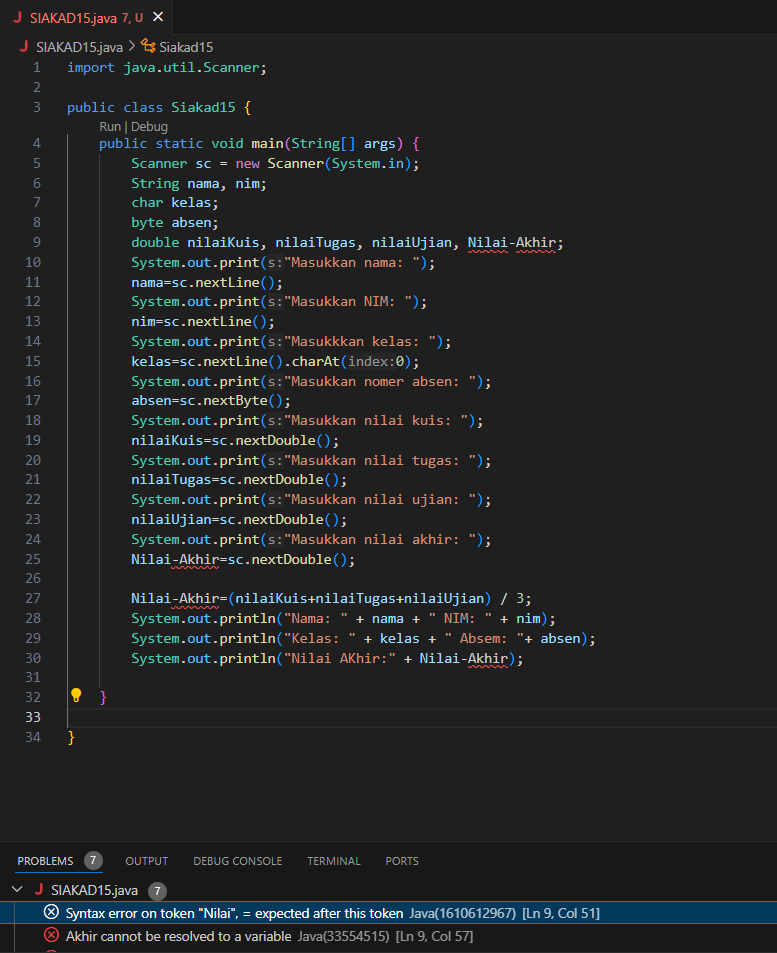 SIAKAD15.java 7, U
SIAKAD15.java > Siakad15
1 import java.util.Scanner;
2
3 public class Siakad15 {
Run | Debug
4 public static void main(String[] args) {
5 Scanner sc = new Scanner(System.in);
6 String nama, nim;
7 char kelas;
8 byte absen;
9 double nilaiKuis, nilaiTugas, nilaiUjian, Nilai-Akhir;
10 System.out.print(s:"Masukkan nama: ");
11 nama=sc.nextLine();
12 System.out.print(s:"Masukkan NIM: ");
13 nim=sc.nextLine();
14 System.out.print(s:"Masukkkan kelas: ");
15 kelas=sc.nextLine().charAt(index:0);
16 System.out.print(s:"Masukkan nomer absen: ");
17 absen=sc.nextByte();
18 System.out.print(s:"Masukkan nilai kuis: ");
19 nilaiKuis=sc.nextDouble();
20 System.out.print(s:"Masukkan nilai tugas: ");
21 nilaiTugas=sc.nextDouble();
22 System.out.print(s:"Masukkan nilai ujian: ");
23 nilaiUjian=sc.nextDouble();
24 System.out.print(s:"Masukkan nilai akhir: ");
25 Nilai-Akhir=sc.nextDouble();
26
27 Nilai-Akhir=(nilaiKuis+nilaiTugas+nilaiUjian) / 3;
28 System.out.println("Nama: " + nama + " NIM: " + nim);
29 System.out.println("Kelas: " + kelas + " Absem: "+ absen);
30 System.out.println("Nilai AKhir:" + Nilai-Akhir);
31
32 }
33
34 }
PROBLEMS 7 OUTPUT DEBUG CONSOLE TERMINAL PORTS
SIAKAD15.java 7
Syntax error on token "Nilai", = expected after this token Java(1610612967) [Ln 9, Col 51]
Akhir cannot be resolved to a variable Java(33554515) [Ln 9, Col 57]